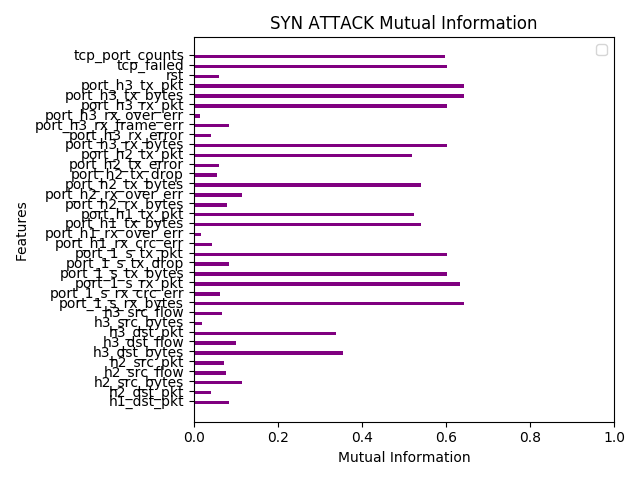 SYN ATTACK Mutual Information
tcp_port_counts
tcp_failed
rst
port_h3_tx_pkt
port_h3_tx_bytes
port_h3_rx_pkt
port_h3_rx_over_err
port_h3_rx_frame_err
port_h3_rx_error
port_h3_rx_bytes
port_h2_tx_pkt
port_h2_tx_error
port_h2_tx_drop
port_h2_tx_bytes
port_h2_rx_over_err
port_h2_rx_bytes
port_h1_tx_pkt
port_h1_tx_bytes
port_h1_rx_over_err
port_h1_rx_crc_err
port_1_s_tx_pkt
port_1_s_tx_drop
port_1_s_tx_bytes
port_1_s_rx_pkt
port_1_s_rx_crc_err
port_1_s_rx_bytes
h3_src_flow
h3_src_bytes
h3_dst_pkt
h3_dst_flow
h3_dst_bytes
h2_src_pkt
h2_src_flow
h2_src_bytes
h2_dst_pkt
h1_dst_pkt
Features
0.0 0.2 0.4 0.6 0.8 1.0
Mutual Information